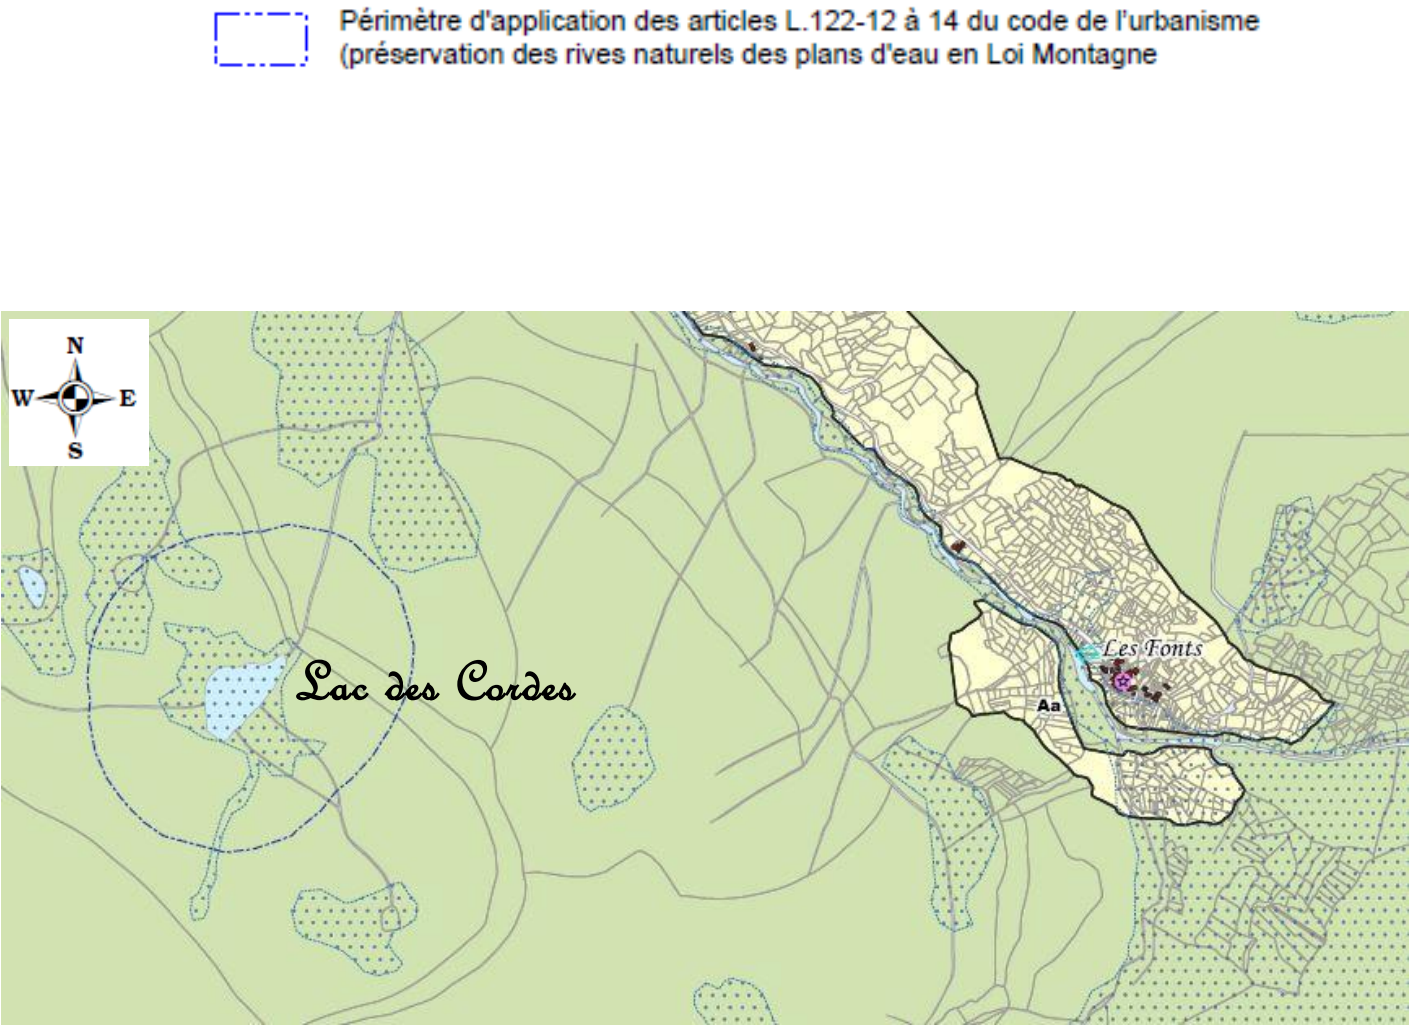 Périmètre d'application des articles L.122-12 à 14 du code de l'urbanisme
(préservation des rives naturels des plans d'eau en Loi Montagne
N
W E
S
Les Fonts
Lac des Cordes
Aa